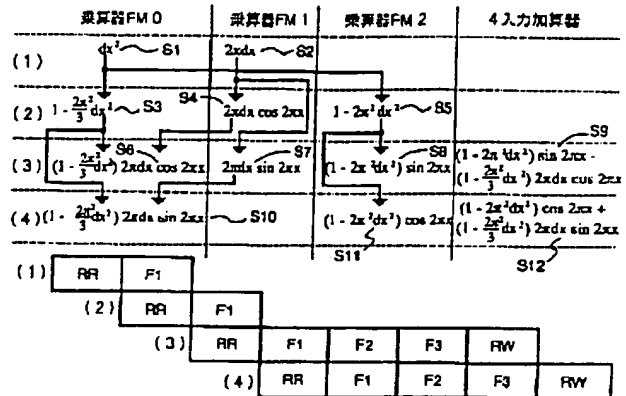 乗算器FM 0 乗算器FM 1 乗算器FM 2 4入力加算器
(1) dx² S1 2πdx S2
(2) 1 - 2π²/3 dx² S3 S4 2πdx cos 2πx 1 - 2π²dx² S5
S6 S7 S8 S9
(3) (1 - 2π²/3 dx²) 2πdx cos 2πx 2πdx sin 2πx (1 - 2π²dx²) sin 2πx (1 - 2π²dx²) sin 2πx -
(1 - 2π²/3 dx²) 2πdx cos 2πx
(4) (1 - 2π²/3 dx²) 2πdx sin 2πx S10 (1 - 2π²dx²) cos 2πx (1 - 2π²dx²) cos 2πx +
(1 - 2π²/3 dx²) 2πdx sin 2πx
S11 S12
(1) RR F1
(2) RR F1
(3) RR F1 F2 F3 RW
(4) RR F1 F2 F3 RW